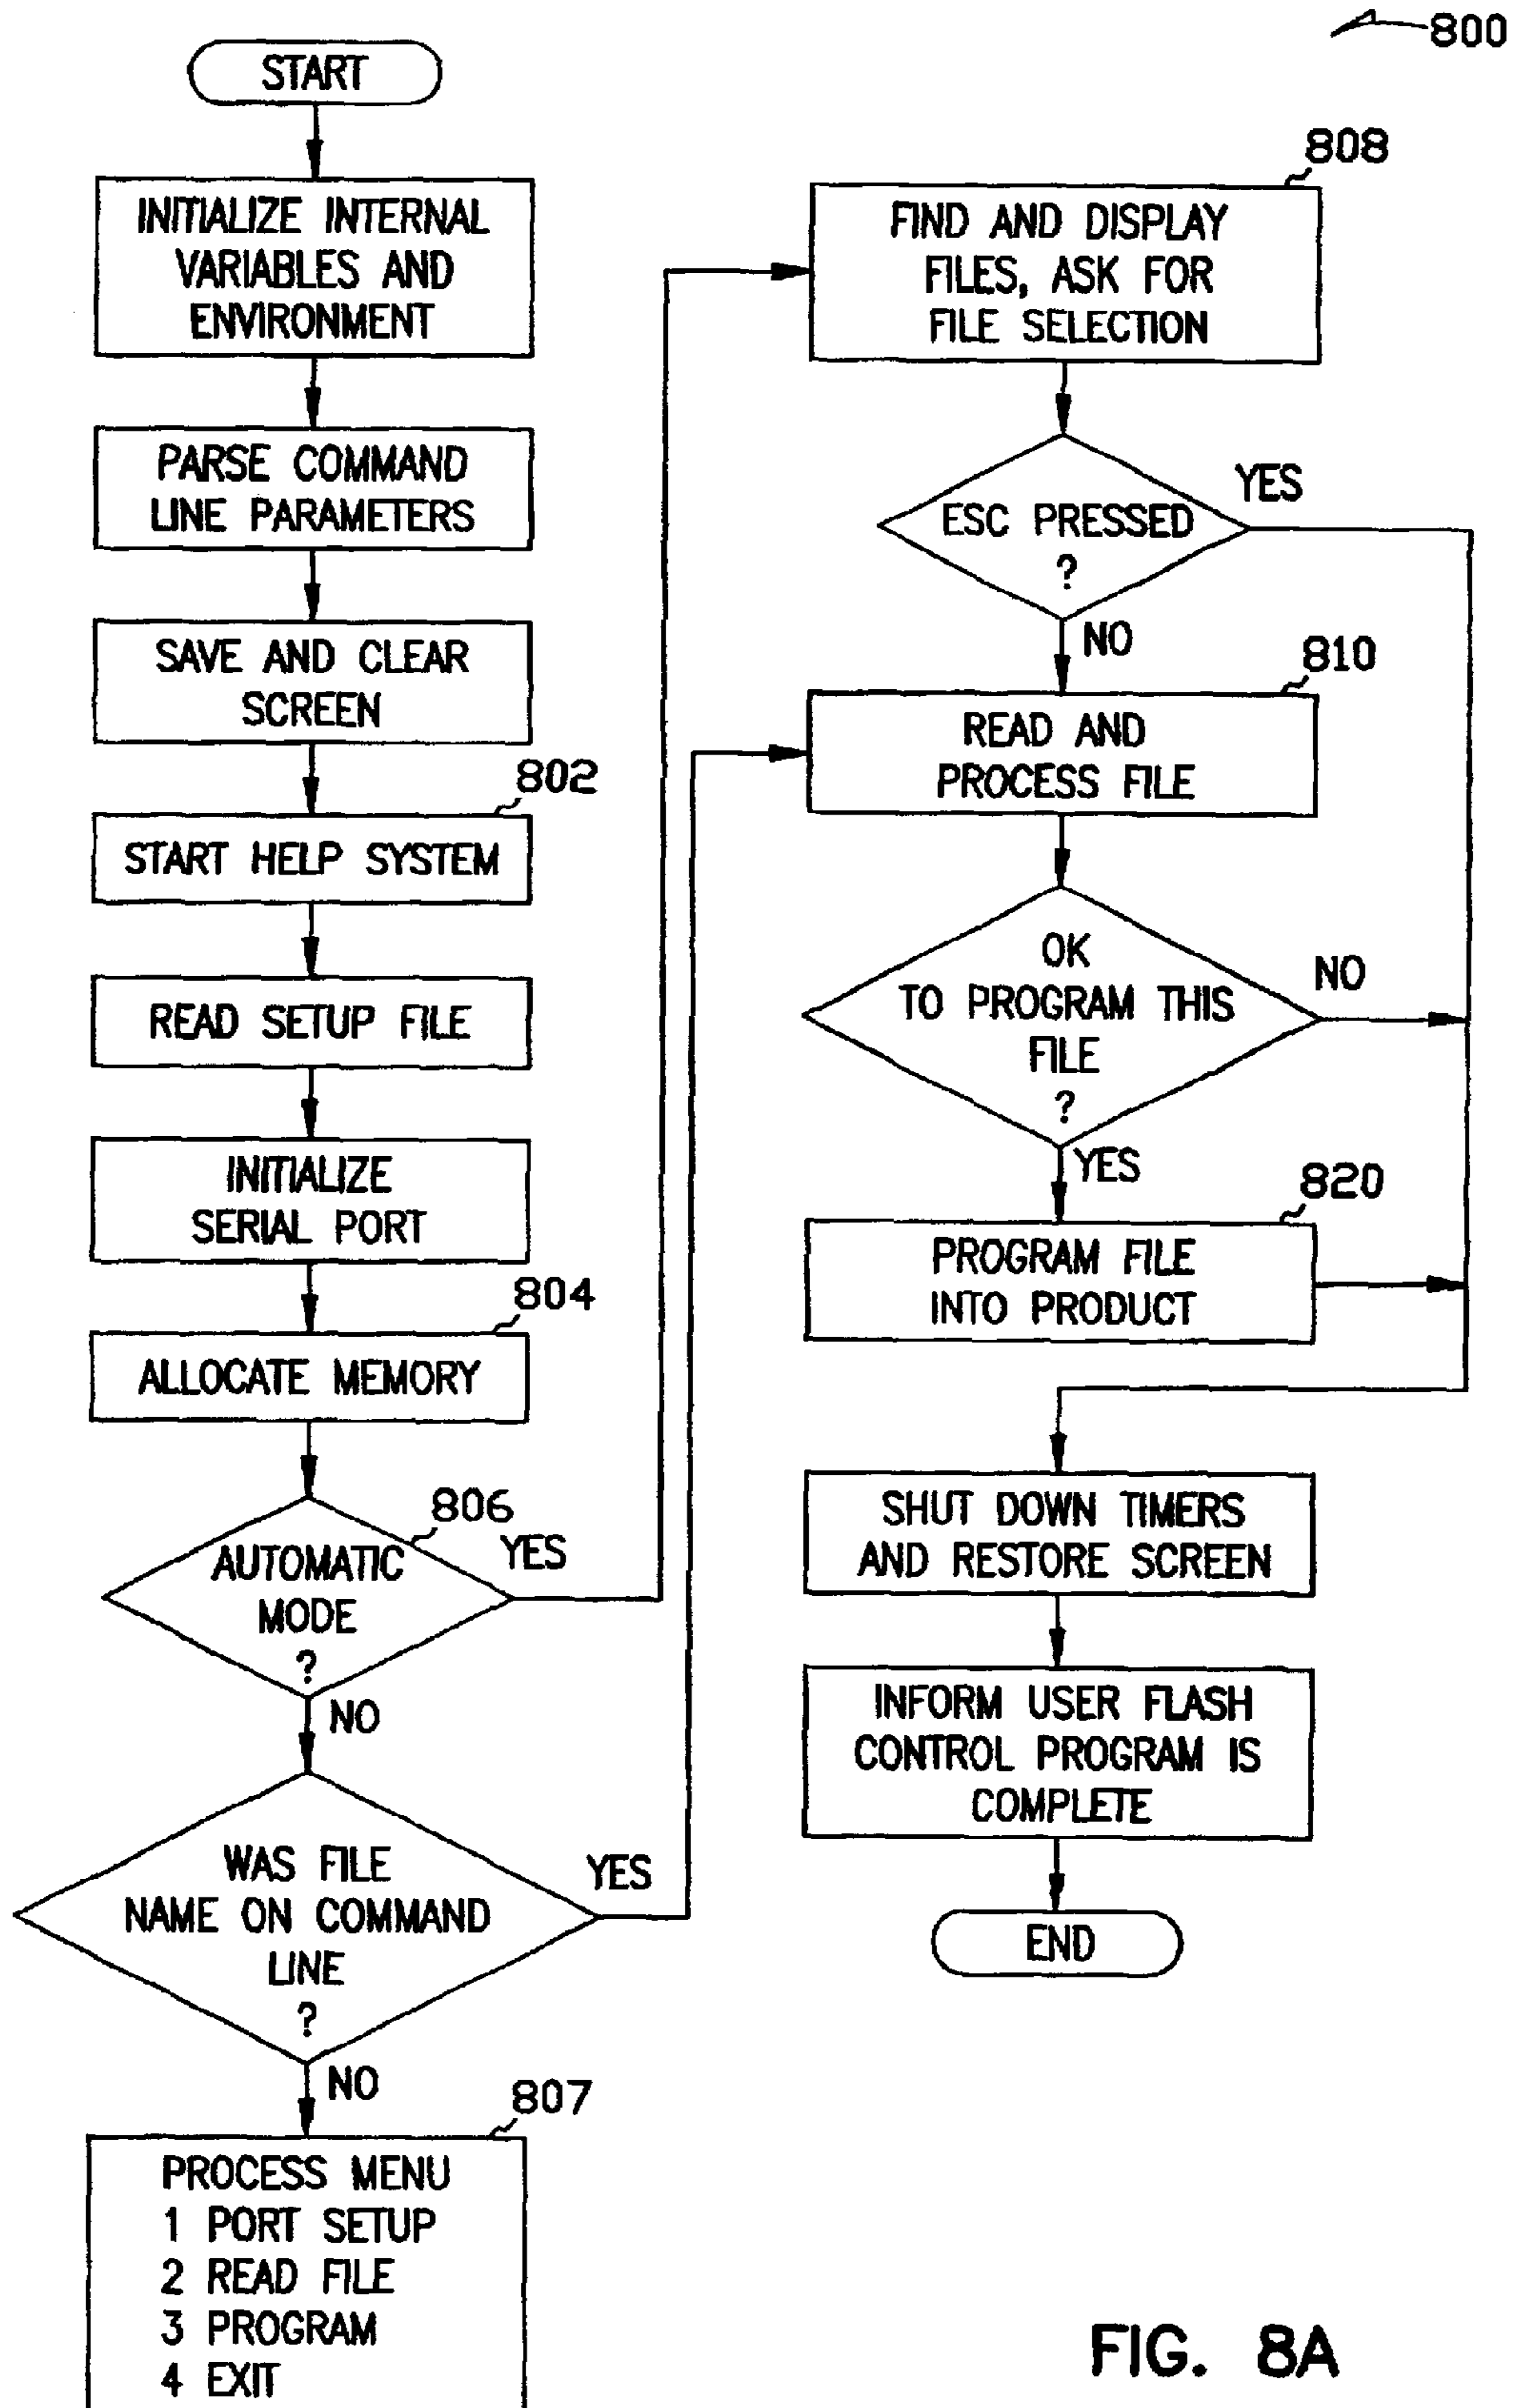 800
START
INITIALIZE INTERNAL
VARIABLES AND
ENVIRONMENT
PARSE COMMAND
LINE PARAMETERS
SAVE AND CLEAR
SCREEN
802
START HELP SYSTEM
READ SETUP FILE
INITIALIZE
SERIAL PORT
804
ALLOCATE MEMORY
806
AUTOMATIC
MODE
?
YES
NO
WAS FILE
NAME ON COMMAND
LINE
?
YES
NO
807
PROCESS MENU
1 PORT SETUP
2 READ FILE
3 PROGRAM
4 EXIT
808
FIND AND DISPLAY
FILES, ASK FOR
FILE SELECTION
ESC PRESSED
?
YES
NO
810
READ AND
PROCESS FILE
OK
TO PROGRAM THIS
FILE
?
NO
YES
820
PROGRAM FILE
INTO PRODUCT
SHUT DOWN TIMERS
AND RESTORE SCREEN
INFORM USER FLASH
CONTROL PROGRAM IS
COMPLETE
END
FIG. 8A